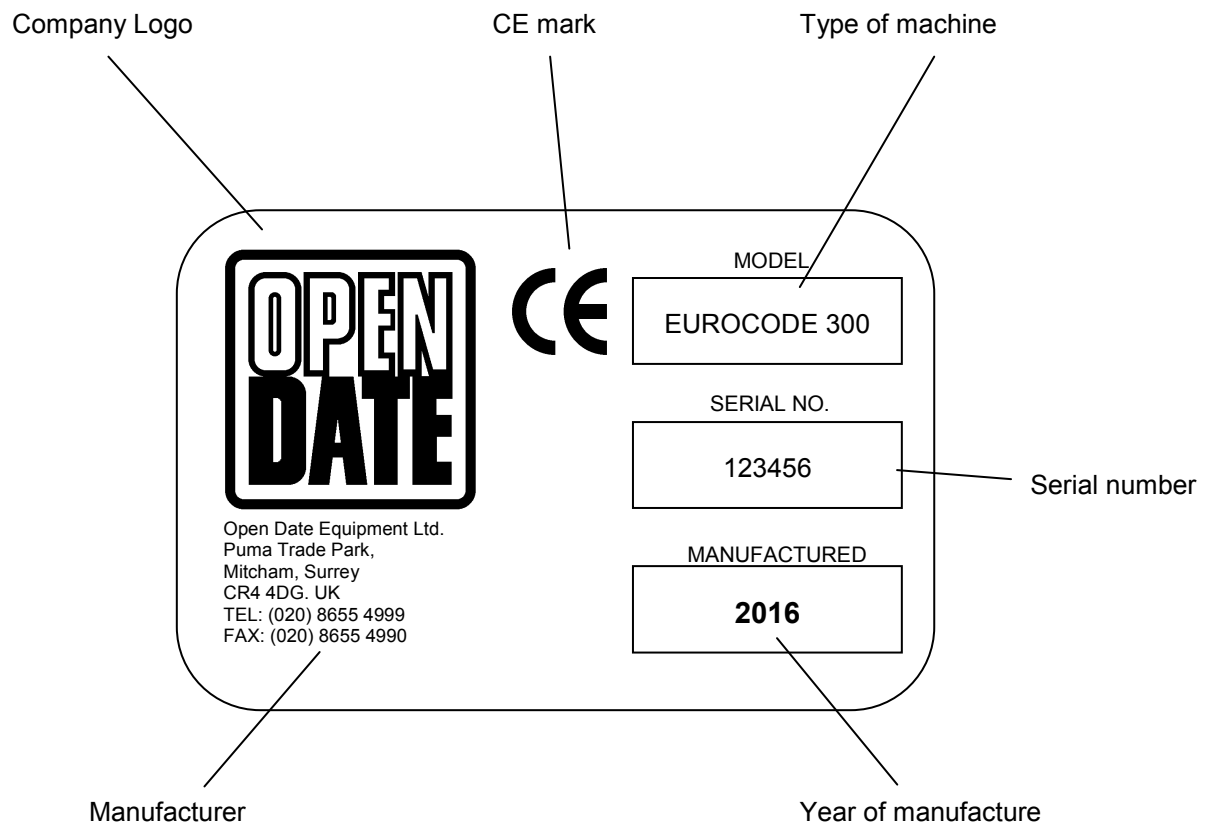 Company Logo
CE mark
Type of machine
OPEN
DATE
CE
MODEL
EUROCODE 300
SERIAL NO.
123456
Serial number
Open Date Equipment Ltd.
Puma Trade Park,
Mitcham, Surrey
CR4 4DG. UK
TEL: (020) 8655 4999
FAX: (020) 8655 4990
MANUFACTURED
2016
Manufacturer
Year of manufacture